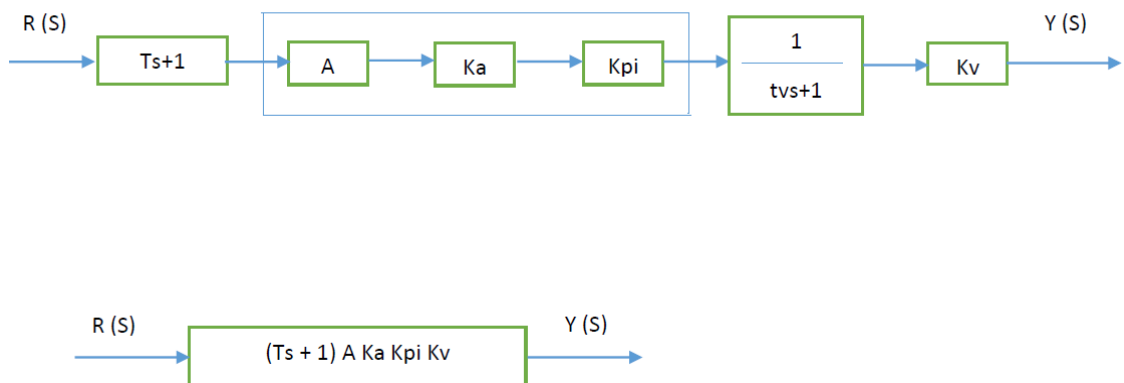 R (S)
Ts+1
A
Ka
Kpi
1
tvs+1
Kv
Y (S)
R (S)
(Ts + 1) A Ka Kpi Kv
Y (S)